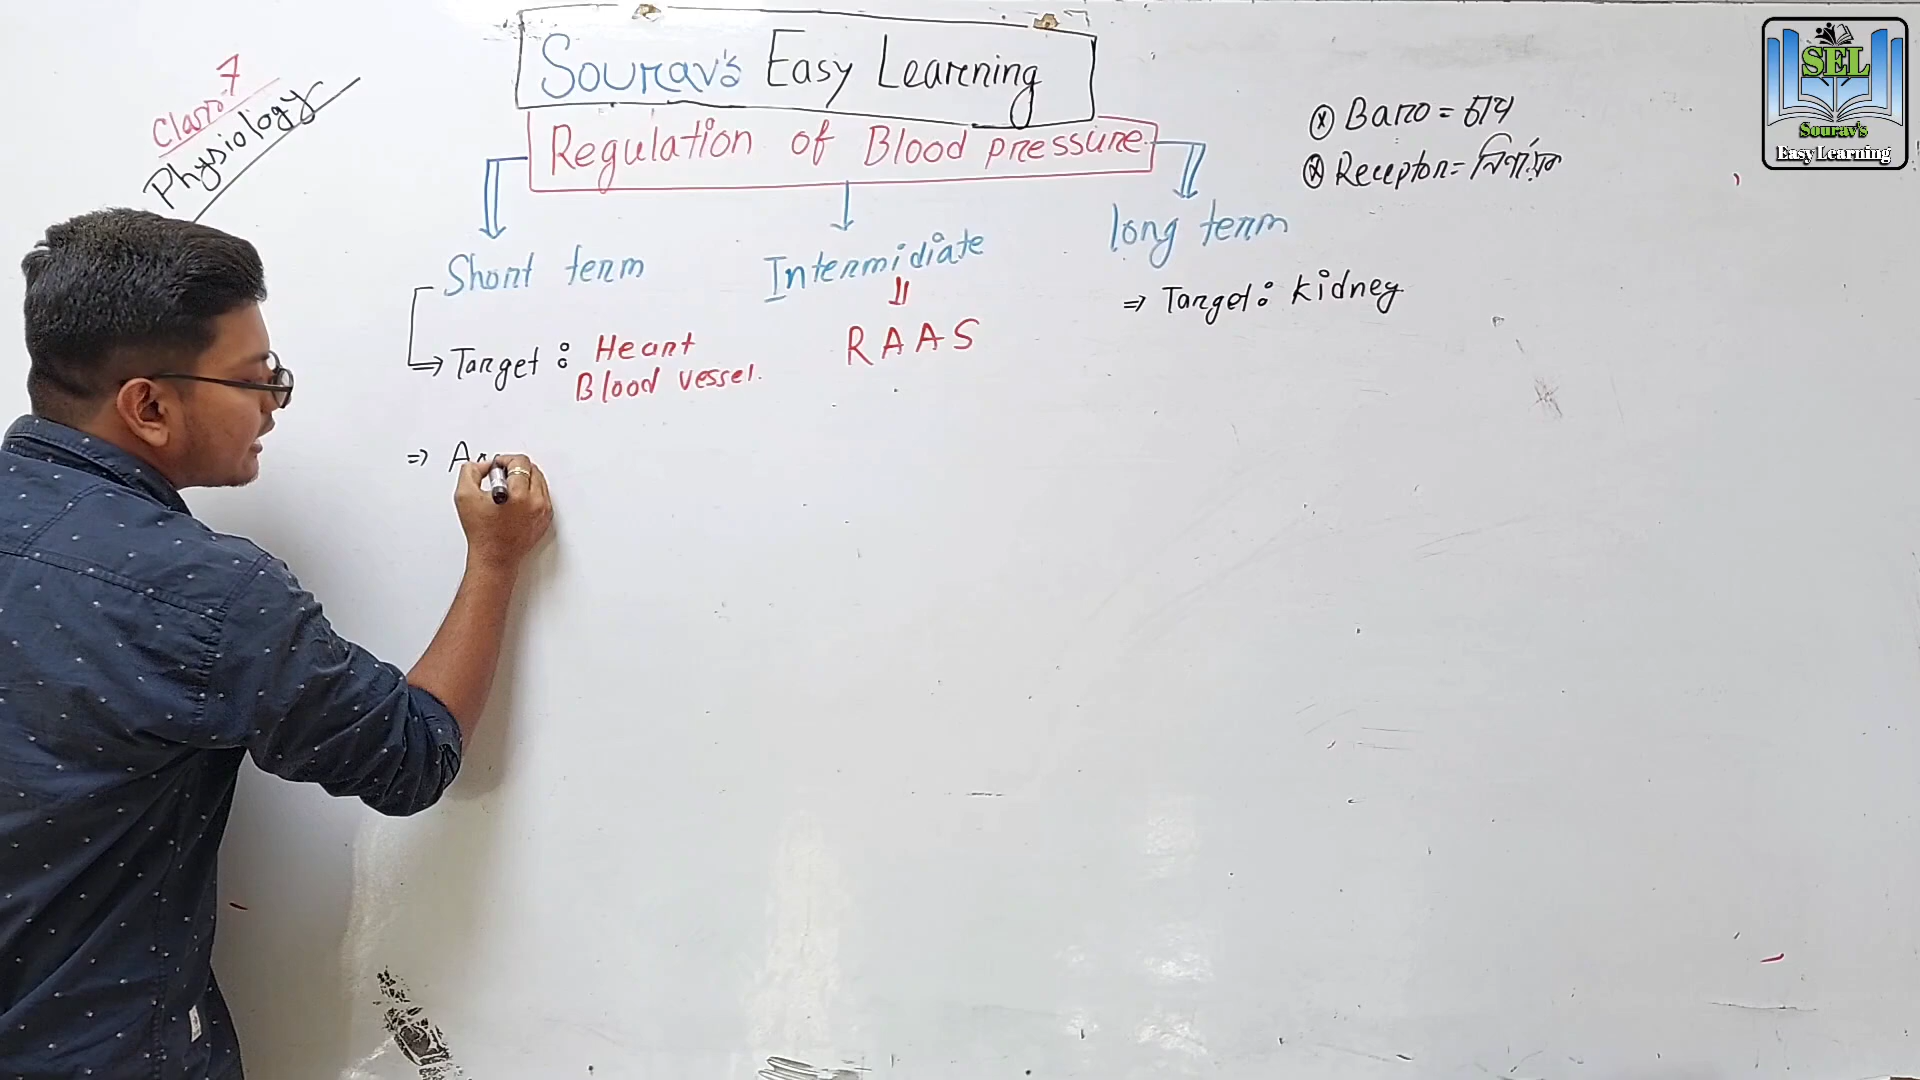 Class-7
Physiology
Sourav's Easy Learning
Regulation of Blood pressure
Short term
Target : Heart
Blood vessel.
⇒ A
Intermidiate
RAAS
long term
⇒ Target : kidney
Baro = চাপ
Receptor =
SEL
Sourav's
Easy Learning